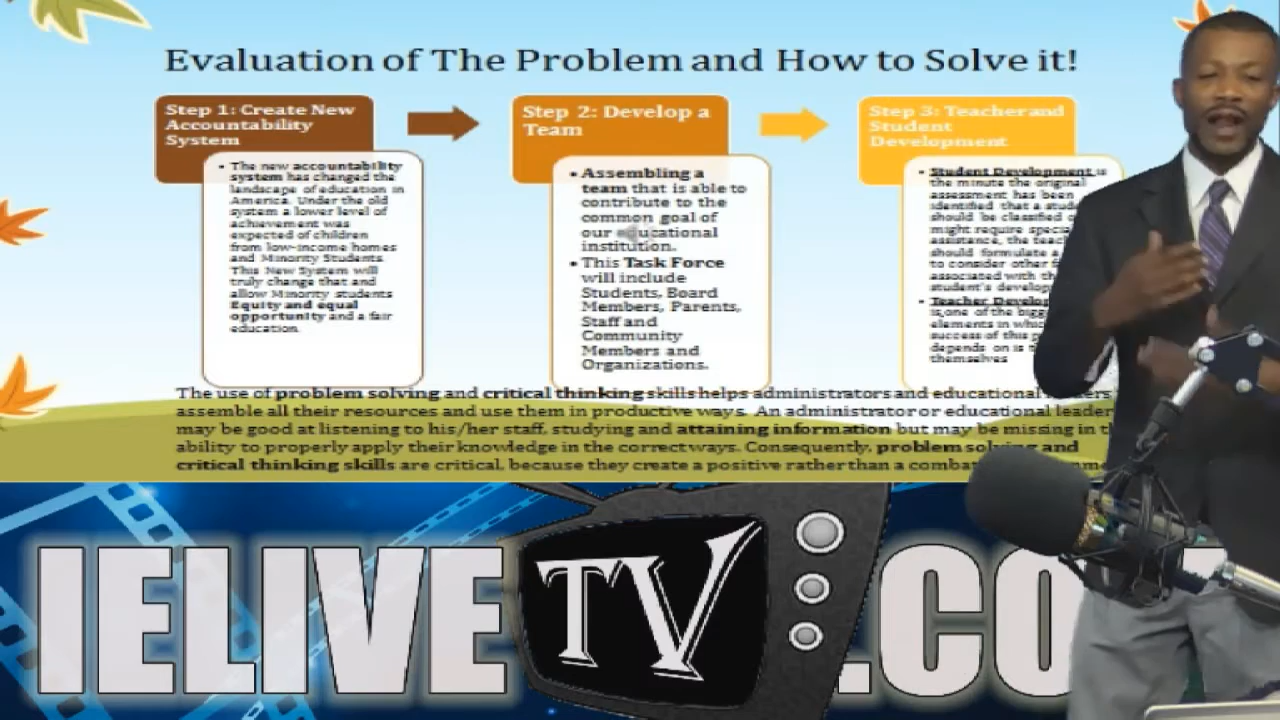 Evaluation of The Problem and How to Solve it!
Step 1: Create New
Accountability
System
• The new accountability
system has changed the
landscape of education in
America. Under the old
system a lower level of
achievement was
expected of children
from low-income homes
and Minority Students.
This New System will
truly change that and
allow Minority students
Equity and equal
opportunity and a fair
education.
Step 2: Develop a
Team
• Assembling a
team that is able to
contribute to the
common goal of
our educational
institution.
• This Task Force
will include
Students, Board
Members, Parents,
Staff and
Community
Members and
Organizations.
Step 3: Teacher and
Student
Development
• Student Development is
the minute the original
assessment has been
identified that a
should be classified
might require
assistance, the
should formulate a
to consider other
associated with
student's
• Teacher
is, one of the
elements in
success of this
depends on is
themselves
The use of problem solving and critical thinking skills helps administrators and educational
assemble all their resources and use them in productive ways. An administrator or educational leader
may be good at listening to his/her staff, studying and attaining information but may be missing in
ability to properly apply their knowledge in the correct ways. Consequently, problem solving and
critical thinking skills are critical, because they create a positive rather than a
IELIVE TV .CO